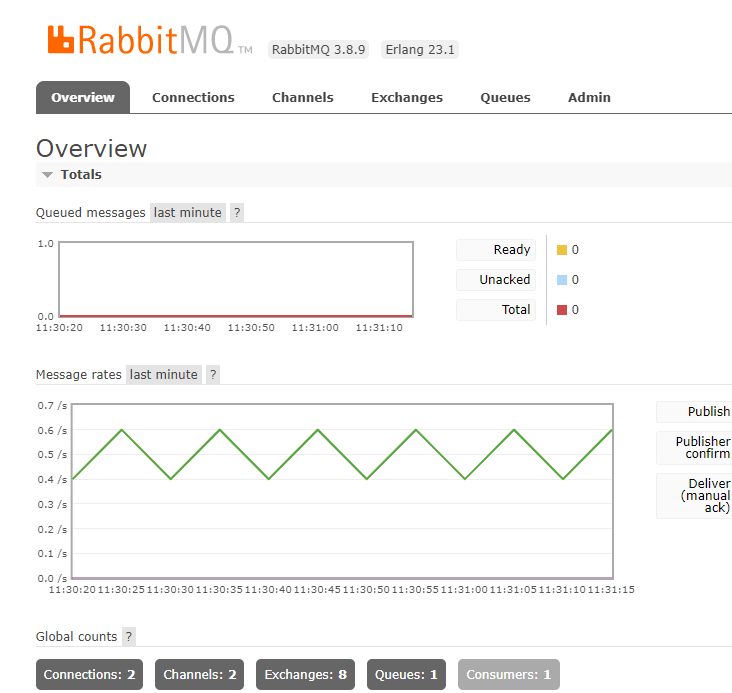 RabbitMQ TM RabbitMQ 3.8.9 Erlang 23.1
Overview Connections Channels Exchanges Queues Admin
Overview
Totals
Queued messages last minute ?
1.0
0.0
11:30:20 11:30:30 11:30:40 11:30:50 11:31:00 11:31:10
Ready 0
Unacked 0
Total 0
Message rates last minute ?
0.7 /s
0.6 /s
0.5 /s
0.4 /s
0.3 /s
0.2 /s
0.1 /s
0.0 /s
11:30:20 11:30:25 11:30:30 11:30:35 11:30:40 11:30:45 11:30:50 11:30:55 11:31:00 11:31:05 11:31:10 11:31:15
Publish
Publisher
confirm
Deliver
(manual
ack)
Global counts ?
Connections: 2 Channels: 2 Exchanges: 8 Queues: 1 Consumers: 1